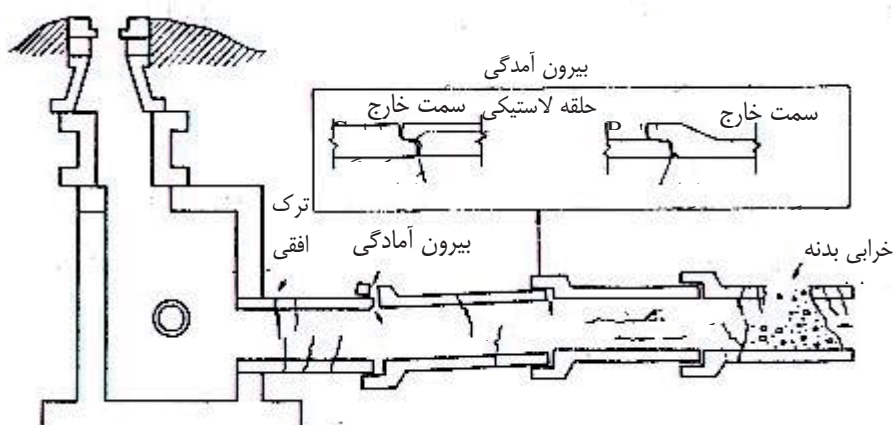 بیرون آمدگی
حلقه لاستیکی
سمت خارج
سمت خارج
ترک
افقی
بیرون آمادگی
خرابی بدنه